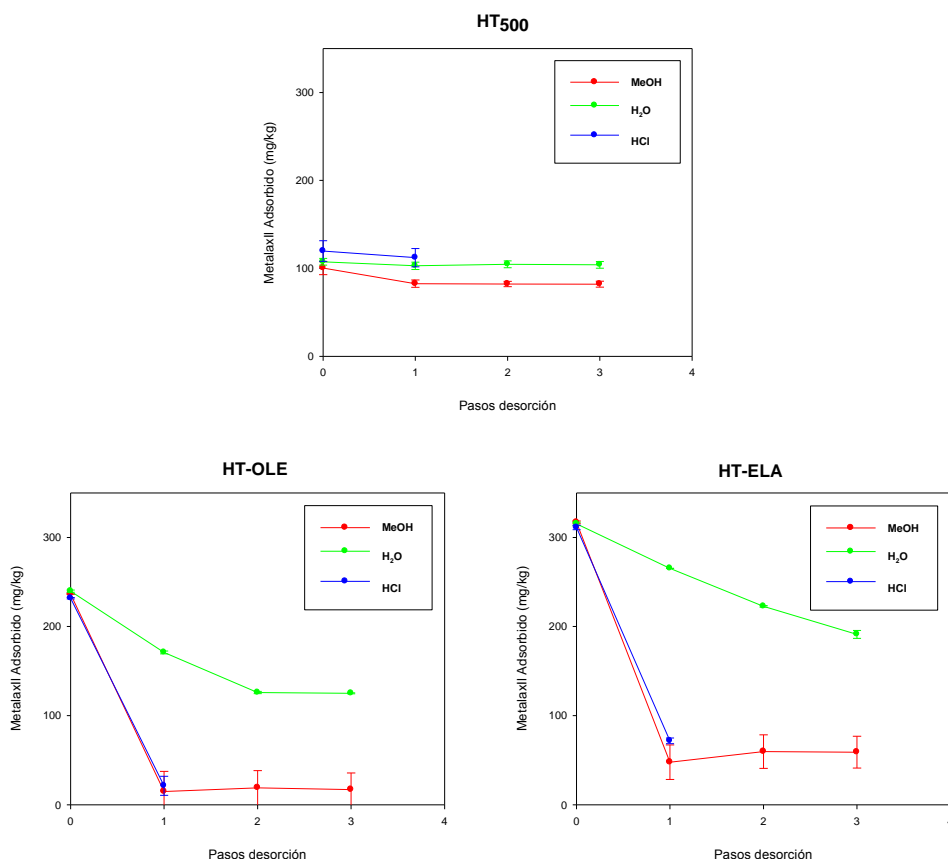 HT500
MetalaxIl Adsorbido (mg/kg)
300
200
100
0
0 1 2 3 4
Pasos desorción
MeOH
H2O
HCl
HT-OLE
MetalaxIl Adsorbido (mg/kg)
300
200
100
0
0 1 2 3 4
Pasos desorción
MeOH
H2O
HCl
HT-ELA
MetalaxIl Adsorbido (mg/kg)
300
200
100
0
0 1 2 3 4
Pasos desorción
MeOH
H2O
HCl